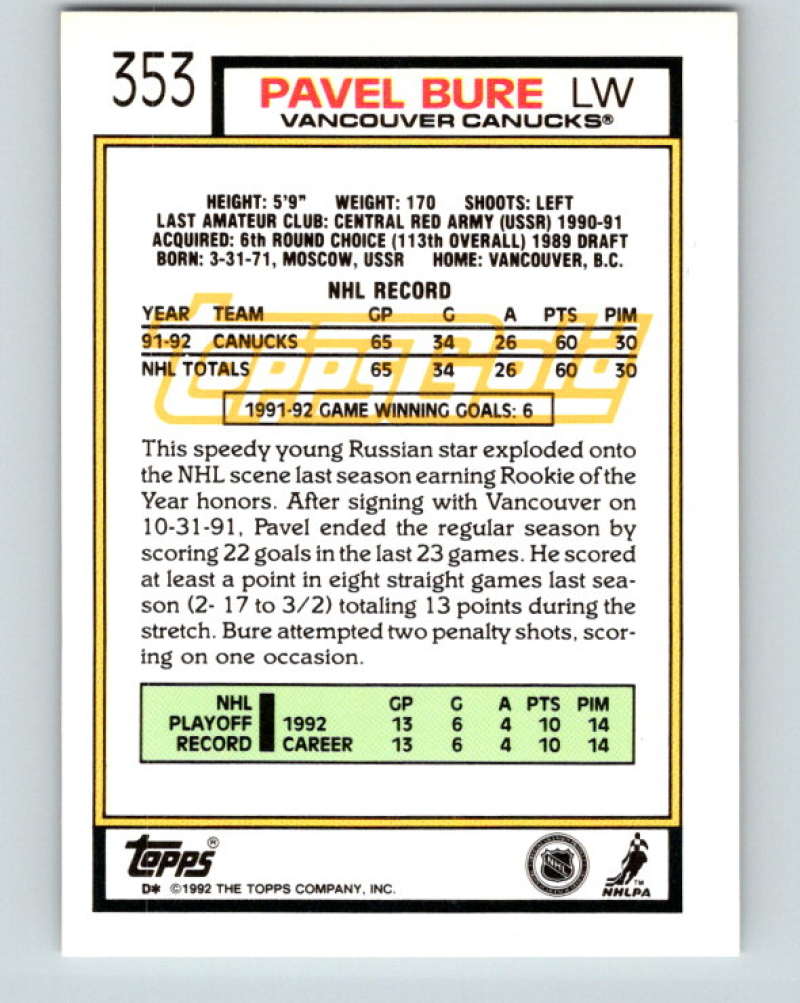 353
PAVEL BURE LW
VANCOUVER CANUCKS®
HEIGHT: 5'9" WEIGHT: 170 SHOOTS: LEFT
LAST AMATEUR CLUB: CENTRAL RED ARMY (USSR) 1990-91
ACQUIRED: 6th ROUND CHOICE (113th OVERALL) 1989 DRAFT
BORN: 3-31-71, MOSCOW, USSR HOME: VANCOUVER, B.C.
NHL RECORD
YEAR TEAM GP G A PTS PIM
91-92 CANUCKS 65 34 26 60 30
NHL TOTALS 65 34 26 60 30
ToppsGold
1991-92 GAME WINNING GOALS: 6
This speedy young Russian star exploded onto
the NHL scene last season earning Rookie of the
Year honors. After signing with Vancouver on
10-31-91, Pavel ended the regular season by
scoring 22 goals in the last 23 games. He scored
at least a point in eight straight games last sea-
son (2- 17 to 3/2) totaling 13 points during the
stretch. Bure attempted two penalty shots, scor-
ing on one occasion.
NHL GP G A PTS PIM
PLAYOFF 1992 13 6 4 10 14
RECORD CAREER 13 6 4 10 14
Topps®
D* ©1992 THE TOPPS COMPANY, INC.
NHL
NHLPA™